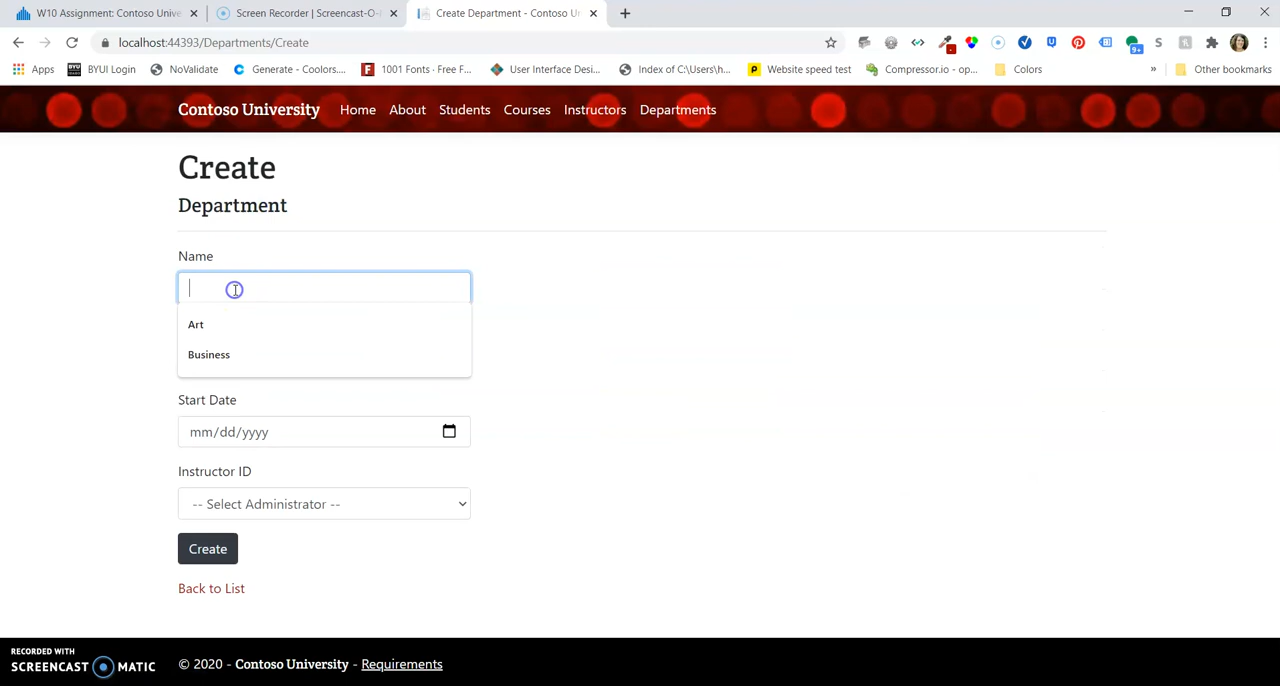 W10 Assignment: Contoso Unive
Screen Recorder | Screencast-O-
Create Department - Contoso Un
localhost:44393/Departments/Create
Apps
BYUI Login
NoValidate
Generate - Coolors....
1001 Fonts · Free F...
User Interface Desi...
Index of C:\Users\h...
Website speed test
Compressor.io - op...
Colors
»
Other bookmarks
Contoso University
Home
About
Students
Courses
Instructors
Departments
Create
Department
Name
Art
Business
Start Date
mm/dd/yyyy
Instructor ID
-- Select Administrator --
Create
Back to List
RECORDED WITH
SCREENCAST MATIC
© 2020 - Contoso University - Requirements